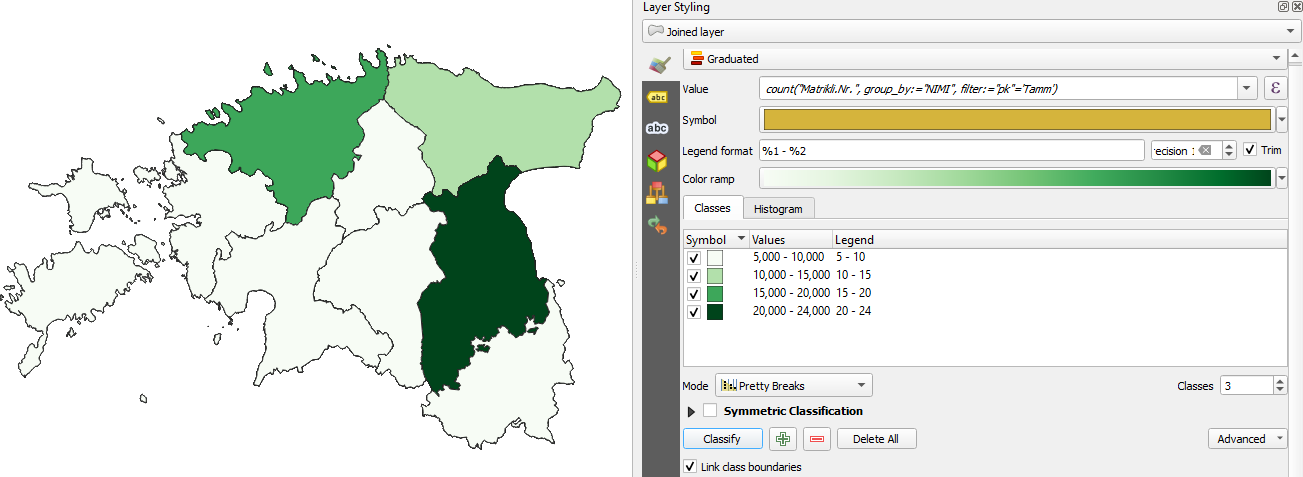 Layer Styling
Joined layer
Graduated
Value count("Matrikli.Nr.", group_by:="NIMI", filter:="pk"='Tamm')
abc
Symbol
abc
Legend format %1 - %2 recision Trim
Color ramp
Classes Histogram
Symbol Values Legend
5,000 - 10,000 5 - 10
10,000 - 15,000 10 - 15
15,000 - 20,000 15 - 20
20,000 - 24,000 20 - 24
Mode Pretty Breaks Classes 3
Symmetric Classification
Classify Delete All Advanced
Link class boundaries